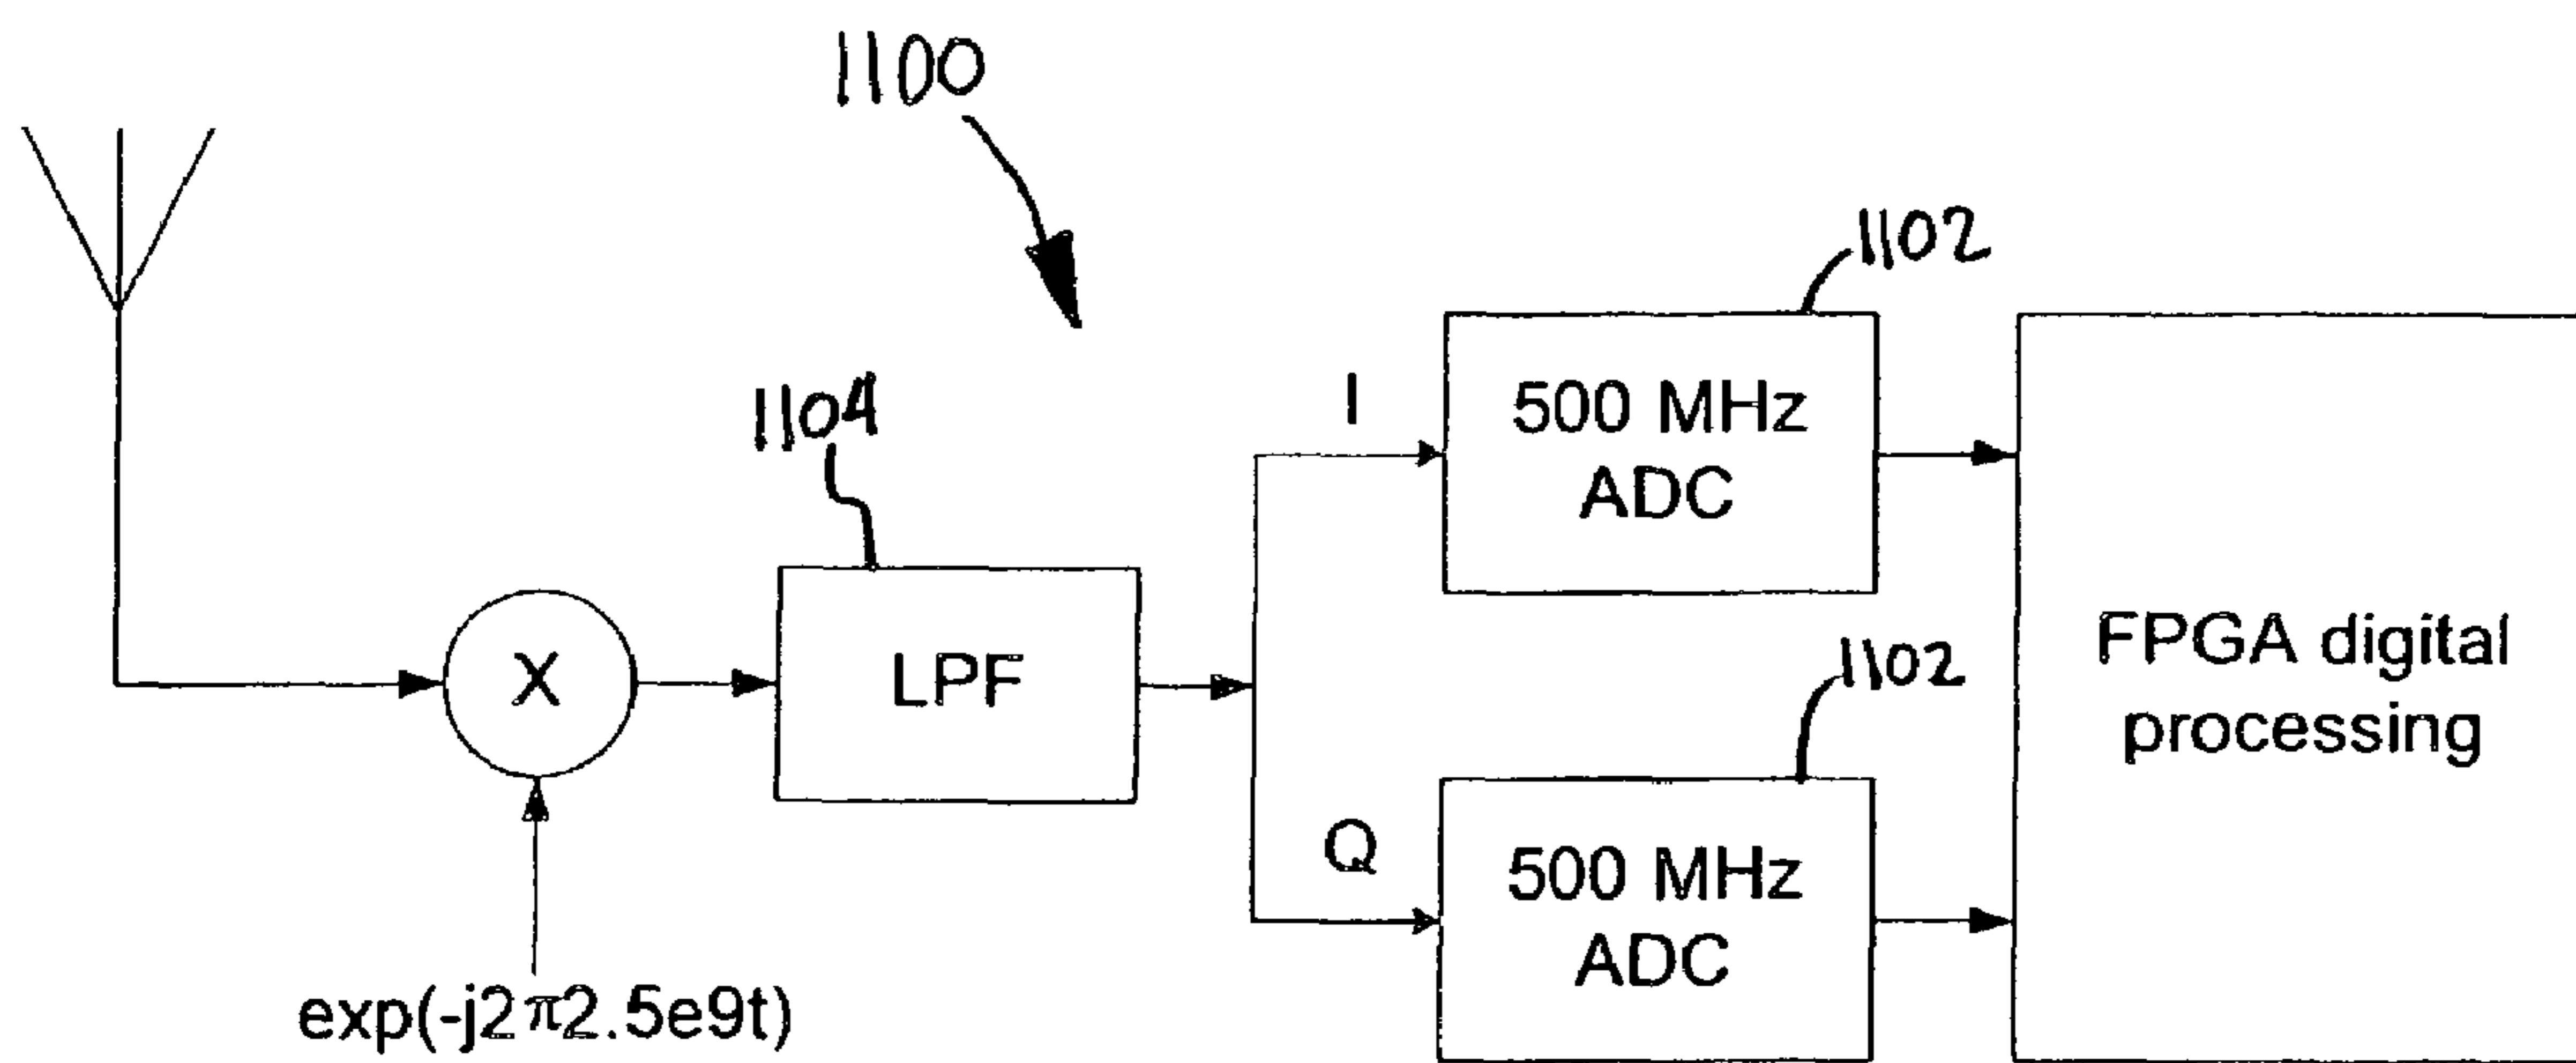 1100
1102
I
500 MHz
ADC
1104
X
LPF
FPGA digital
processing
1102
Q
500 MHz
ADC
exp(-j2π2.5e9t)